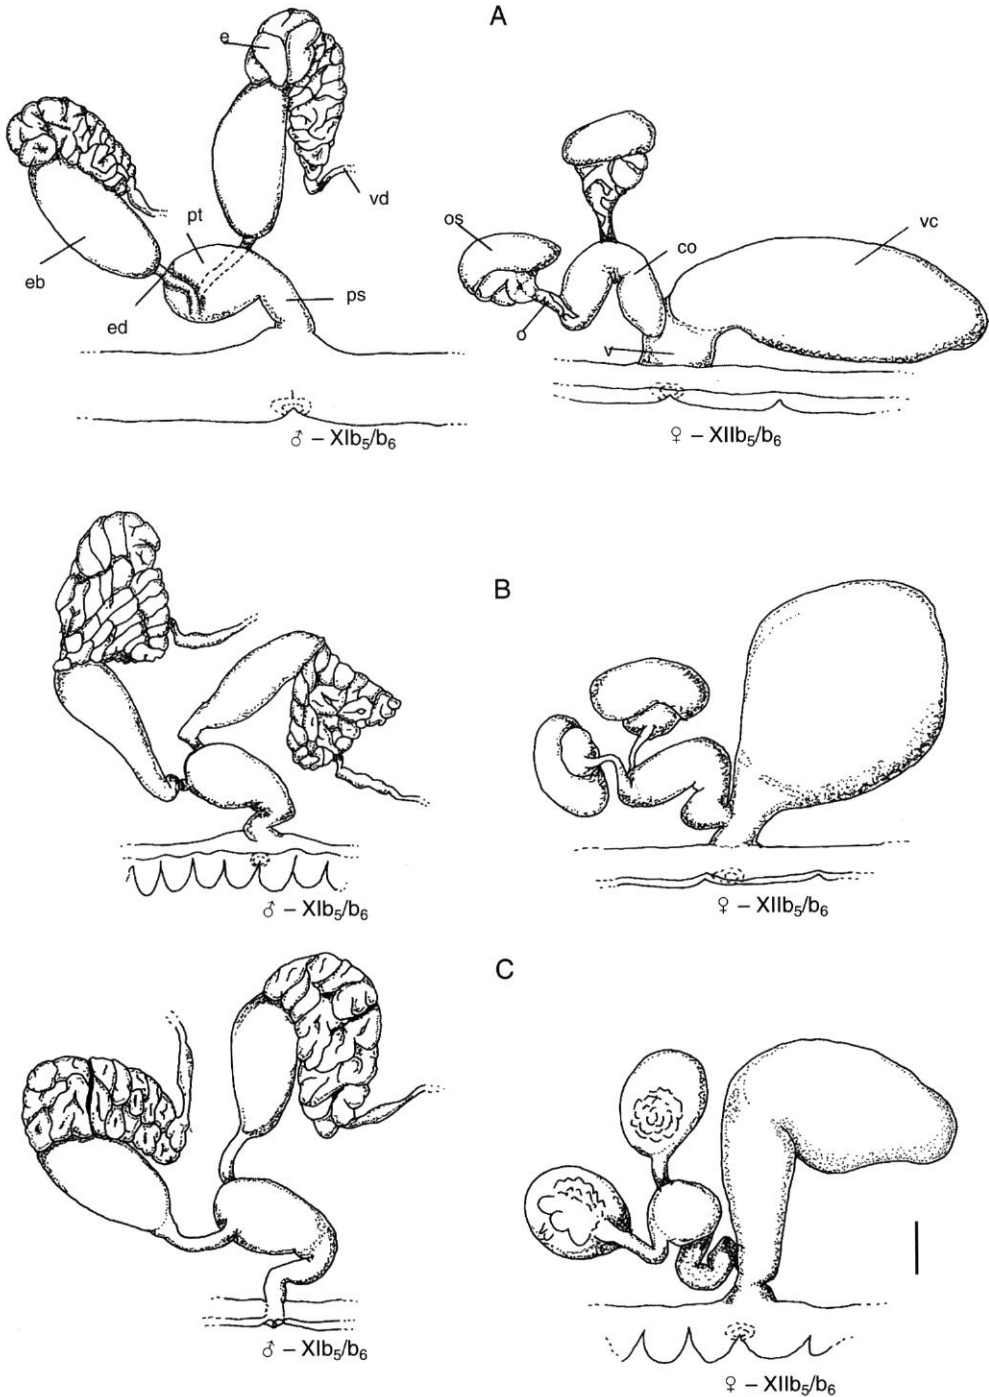 A
e
vd
pt
eb
ed
ps
os
co
vc
o
v
♂ – XIb₅/b₆
♀ – XIIb₅/b₆
B
♂ – XIb₅/b₆
♀ – XIIb₅/b₆
C
♂ – XIb₅/b₆
♀ – XIIb₅/b₆